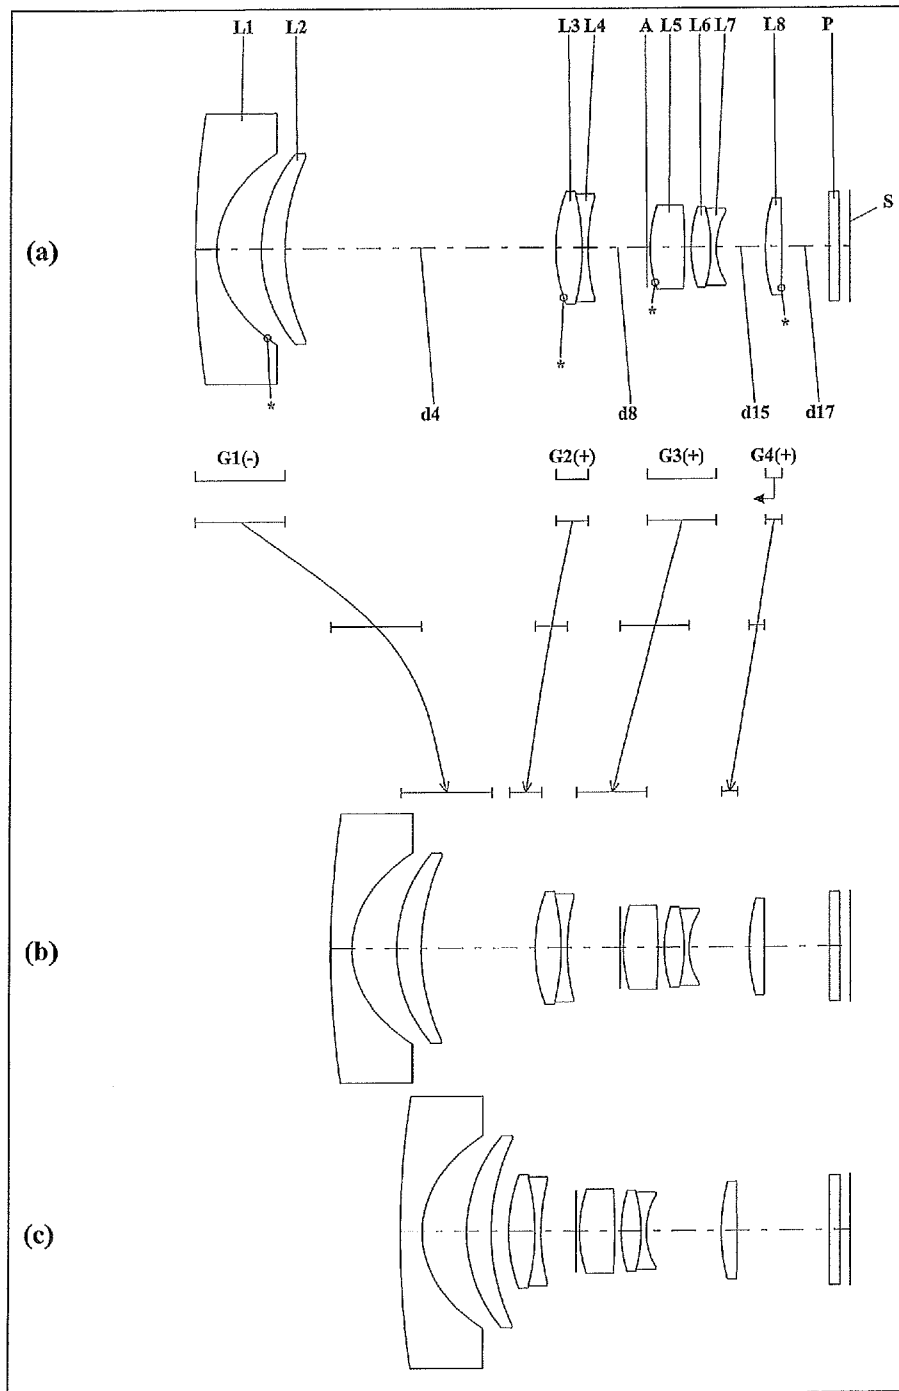 L1 L2 L3 L4 A L5 L6 L7 L8 P
S
(a)
* * * *
d4 d8 d15 d17
G1(-) G2(+) G3(+) G4(+)
(b)
(c)